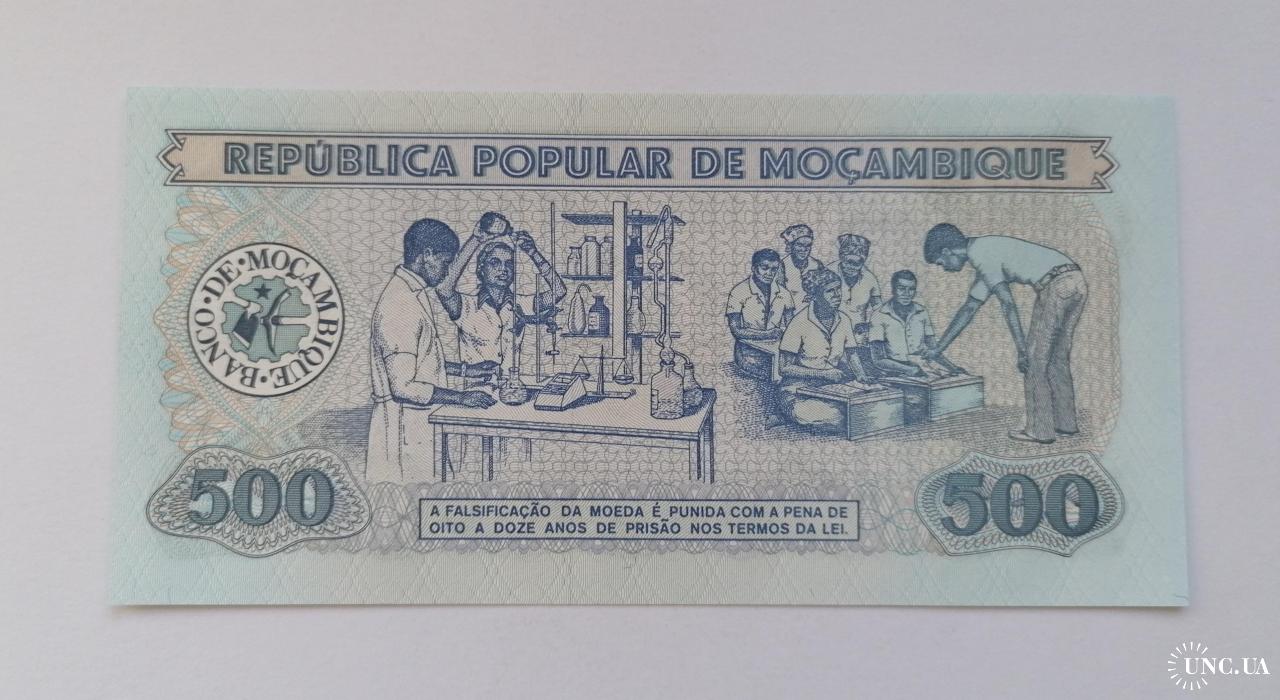 REPÚBLICA POPULAR DE MOÇAMBIQUE
BANCO·DE·MOÇAMBIQUE·
500
A FALSIFICAÇÃO DA MOEDA É PUNIDA COM A PENA DE
OITO A DOZE ANOS DE PRISÃO NOS TERMOS DA LEI.
500
UNC.UA